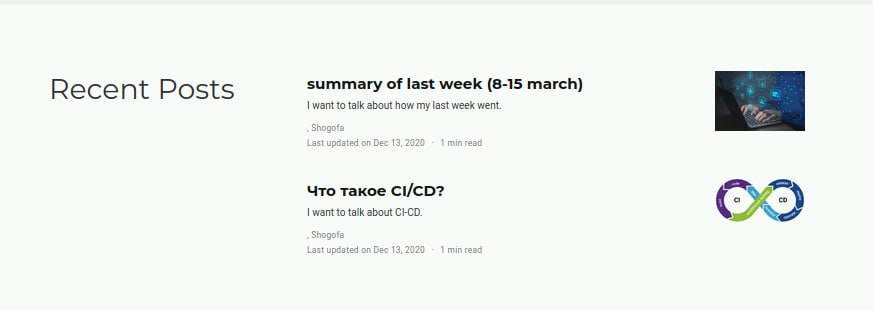 Recent Posts
summary of last week (8-15 march)
I want to talk about how my last week went.
, Shogofa
Last updated on Dec 13, 2020 · 1 min read
Что такое CI/CD?
I want to talk about CI-CD.
, Shogofa
Last updated on Dec 13, 2020 · 1 min read
CI
CD